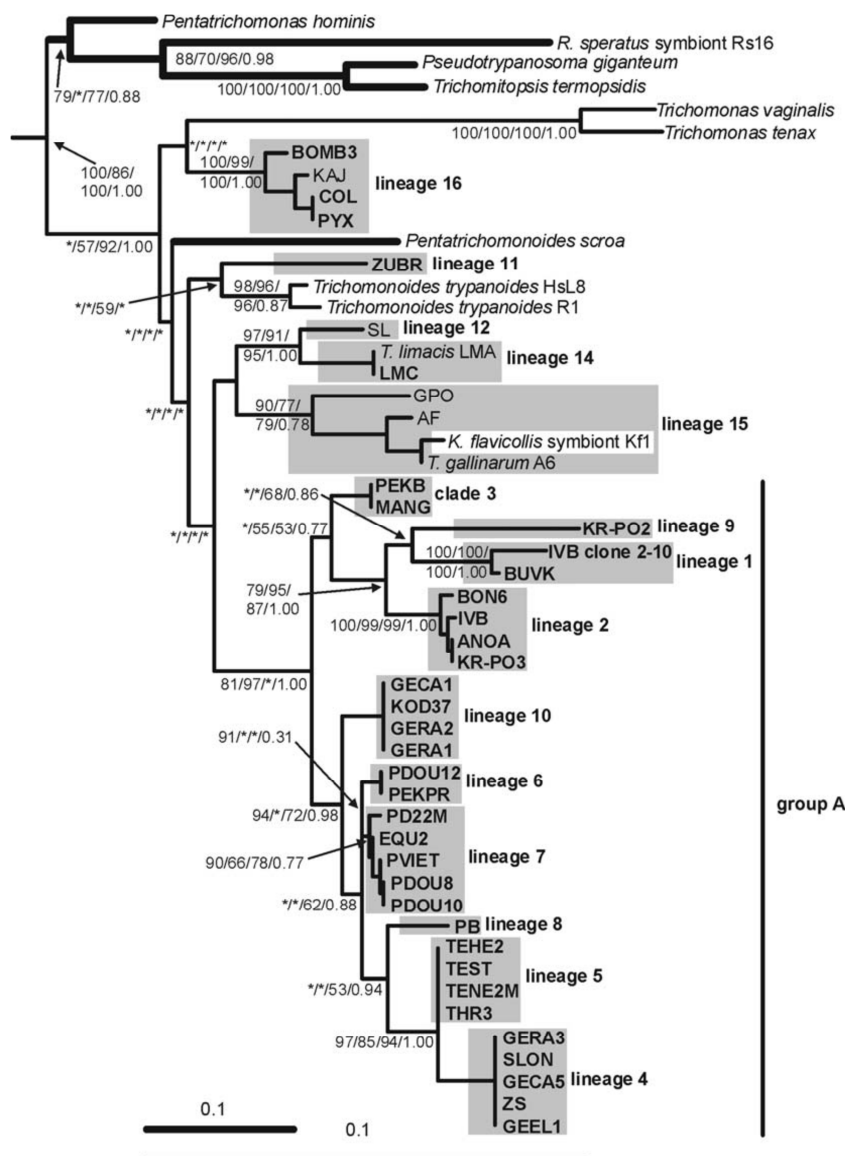 Pentatrichomonas hominis
R. speratus symbiont Rs16
88/70/96/0.98
Pseudotrypanosoma giganteum
100/100/100/1.00
Trichomitopsis termopsidis
79/*/77/0.88
Trichomonas vaginalis
100/100/100/1.00
Trichomonas tenax
*/*/*/*
100/86/
100/1.00
100/99/
100/1.00
BOMB3
KAJ
COL
PYX
lineage 16
*/57/92/1.00
Pentatrichomonoides scroa
ZUBR lineage 11
98/96/
96/0.87
Trichomonoides trypanoides HsL8
Trichomonoides trypanoides R1
*/*/59/*
*/*/*/*
97/91/
95/1.00
SL lineage 12
T. limacis LMA
LMC
lineage 14
*/*/*/*
90/77/
79/0.78
GPO
AF
K. flavicollis symbiont Kf1
T. gallinarum A6
lineage 15
*/*/*/*
PEKB
MANG
clade 3
*/*/68/0.86
*/55/53/0.77
KR-PO2 lineage 9
100/100/
100/1.00
IVB clone 2-10
BUVK
lineage 1
79/95/
87/1.00
100/99/99/1.00
BON6
IVB
ANOA
KR-PO3
lineage 2
81/97/*/1.00
GECA1
KOD37
GERA2
GERA1
lineage 10
91/*/*/0.31
PDOU12
PEKPR
lineage 6
94/*/72/0.98
PD22M
EQU2
PVIET
PDOU8
PDOU10
lineage 7
90/66/78/0.77
*/*/62/0.88
PB lineage 8
TEHE2
TEST
TENE2M
THR3
lineage 5
*/*/53/0.94
97/85/94/1.00
GERA3
SLON
GECA5
ZS
GEEL1
lineage 4
group A
0.1
0.1